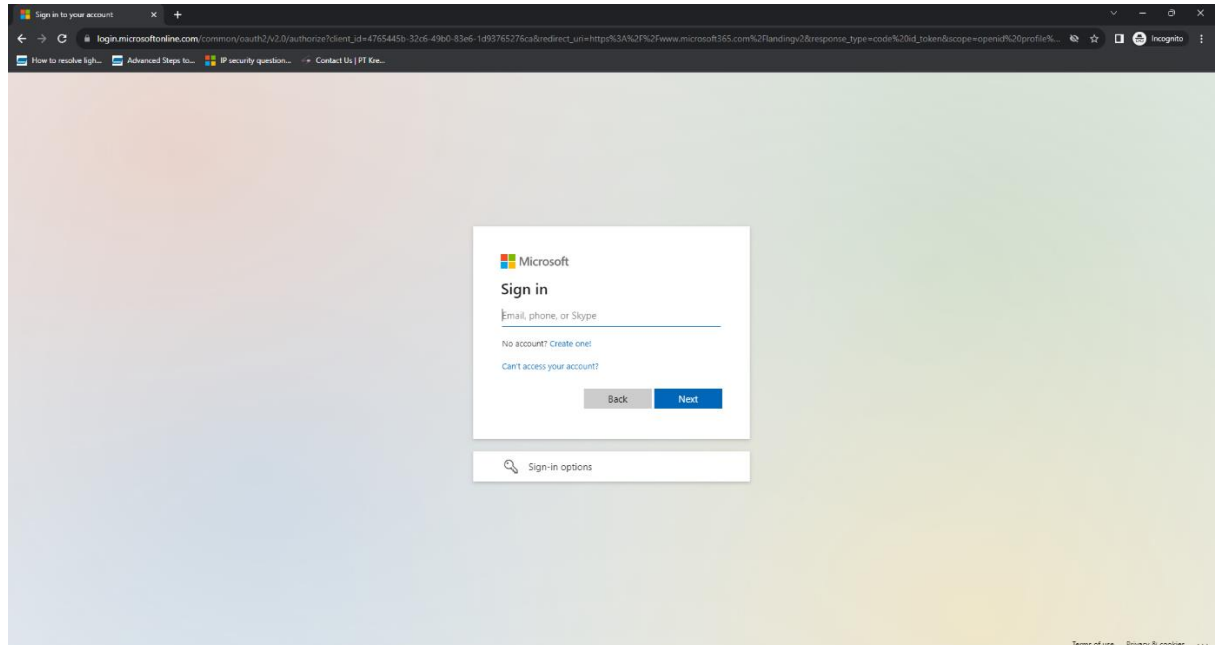 Sign in to your account
login.microsoftonline.com/common/oauth2/v2.0/authorize?client_id=4765445b-32c6-49b0-83e6-1d93765276ca&redirect_uri=https%3A%2F%2Fwww.microsoft365.com%2Flandingv2&response_type=code%20id_token&scope=openid%20profile%... Incognito
How to resolve ligh... Advanced Steps to... IP security question... Contact Us | PT Kre...
Microsoft
Sign in
Email, phone, or Skype
No account? Create one!
Can't access your account?
Back Next
Sign-in options
Terms of use Privacy & cookies ...